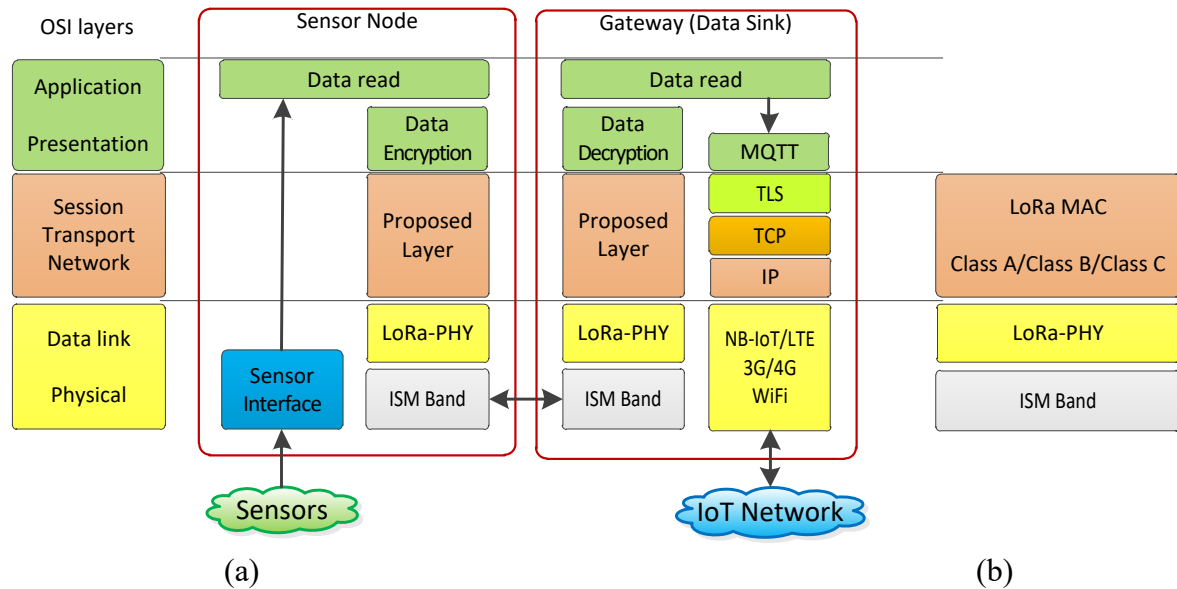 OSI layers
Sensor Node
Gateway (Data Sink)
Application
Presentation
Session
Transport
Network
Data link
Physical
Data read
Data
Encryption
Proposed
Layer
LoRa-PHY
ISM Band
Sensor
Interface
Sensors
Data read
Data
Decryption
Proposed
Layer
LoRa-PHY
ISM Band
MQTT
TLS
TCP
IP
NB-IoT/LTE
3G/4G
WiFi
IoT Network
LoRa MAC
Class A/Class B/Class C
LoRa-PHY
ISM Band
(a)
(b)